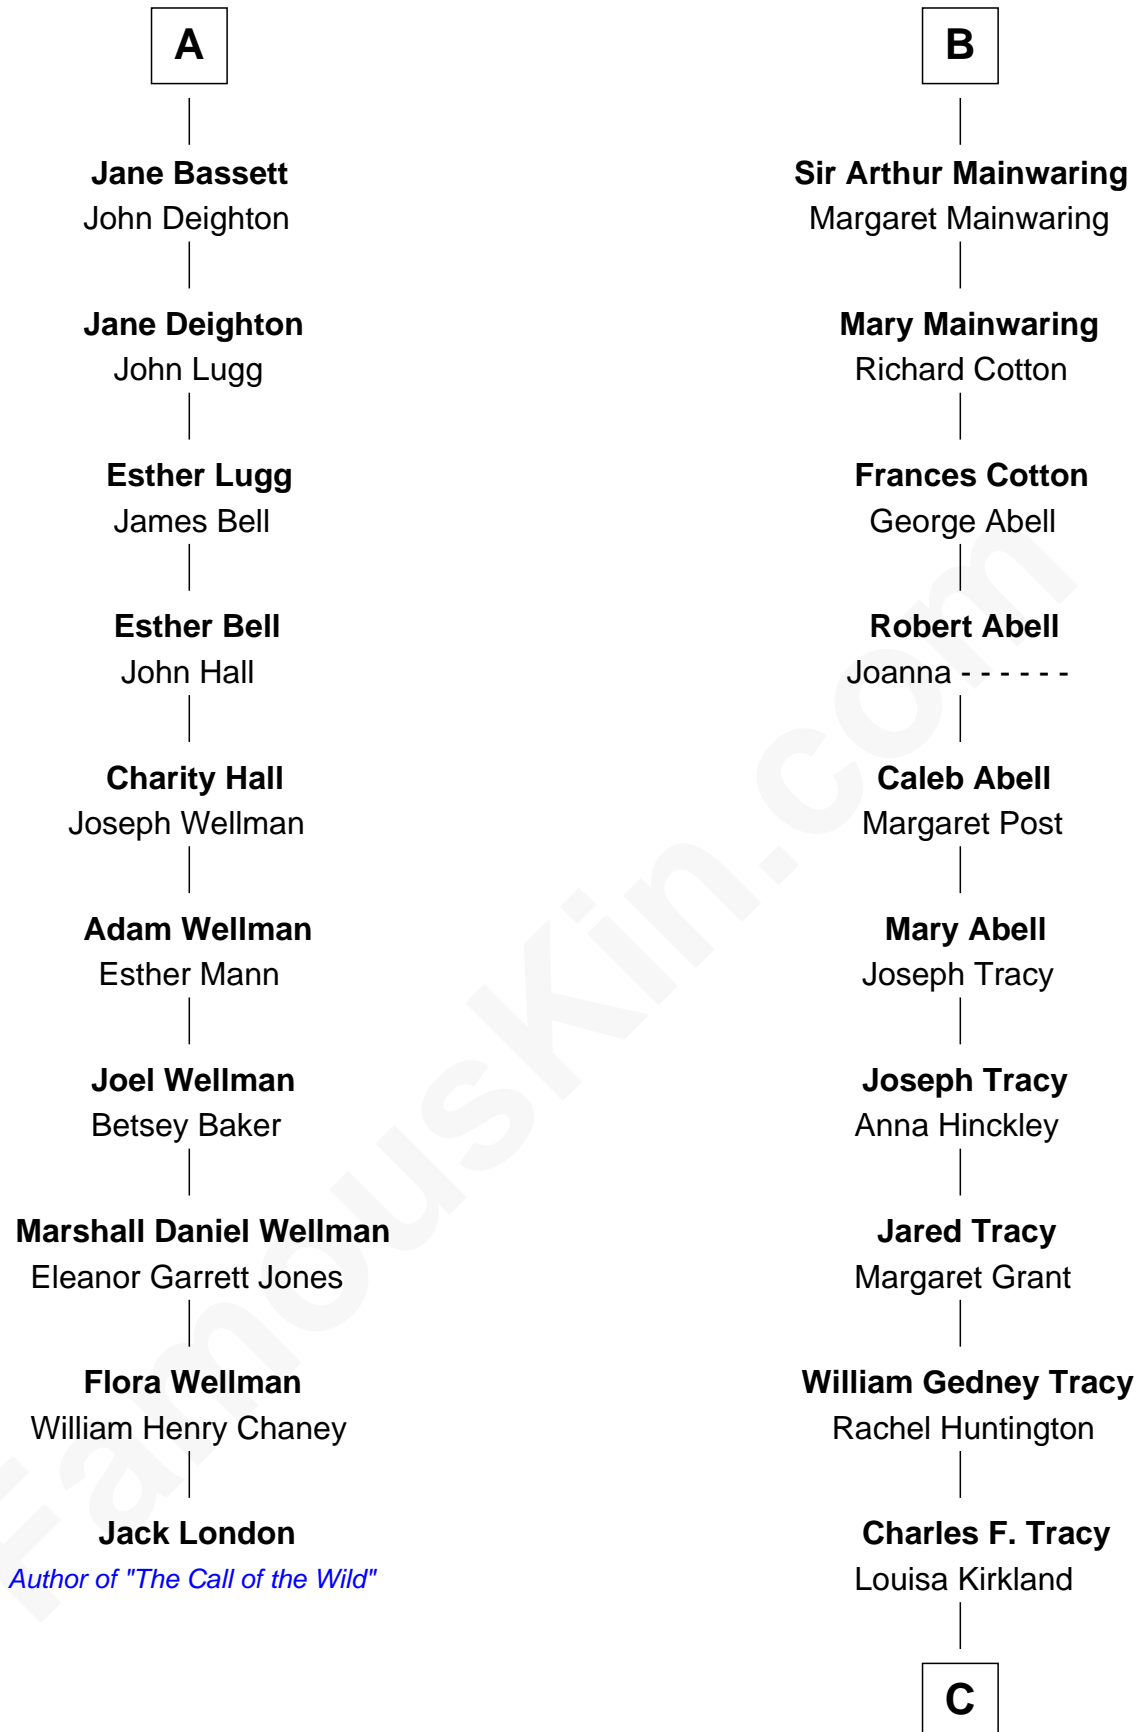 A
Jane Bassett
John Deighton
Jane Deighton
John Lugg
Esther Lugg
James Bell
Esther Bell
John Hall
Charity Hall
Joseph Wellman
Adam Wellman
Esther Mann
Joel Wellman
Betsey Baker
Marshall Daniel Wellman
Eleanor Garrett Jones
Flora Wellman
William Henry Chaney
Jack London
Author of "The Call of the Wild"
B
Sir Arthur Mainwaring
Margaret Mainwaring
Mary Mainwaring
Richard Cotton
Frances Cotton
George Abell
Robert Abell
Joanna - - - - - -
Caleb Abell
Margaret Post
Mary Abell
Joseph Tracy
Joseph Tracy
Anna Hinckley
Jared Tracy
Margaret Grant
William Gedney Tracy
Rachel Huntington
Charles F. Tracy
Louisa Kirkland
C
FamousKin.com